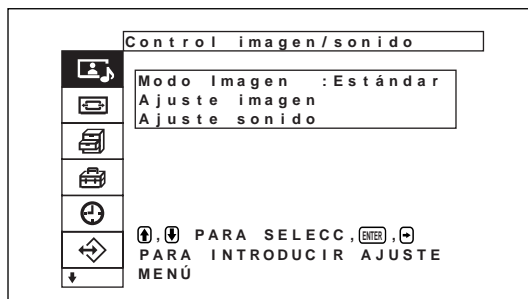 Control imagen/sonido
Modo Imagen :Estándar
Ajuste imagen
Ajuste sonido
, PARA SELECC, ENTER ,
PARA INTRODUCIR AJUSTE
MENÚ